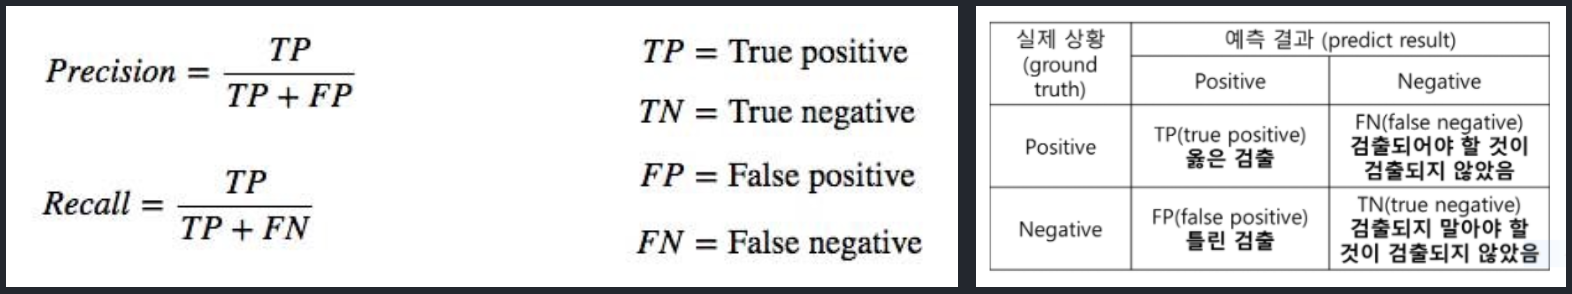 Precision = TP / TP + FP
Recall = TP / TP + FN
TP = True positive
TN = True negative
FP = False positive
FN = False negative
실제 상황
(ground
truth)
예측 결과 (predict result)
Positive
Negative
Positive
TP(true positive)
옳은 검출
FN(false negative)
검출되어야 할 것이
검출되지 않았음
Negative
FP(false positive)
틀린 검출
TN(true negative)
검출되지 말아야 할
것이 검출되지 않았음